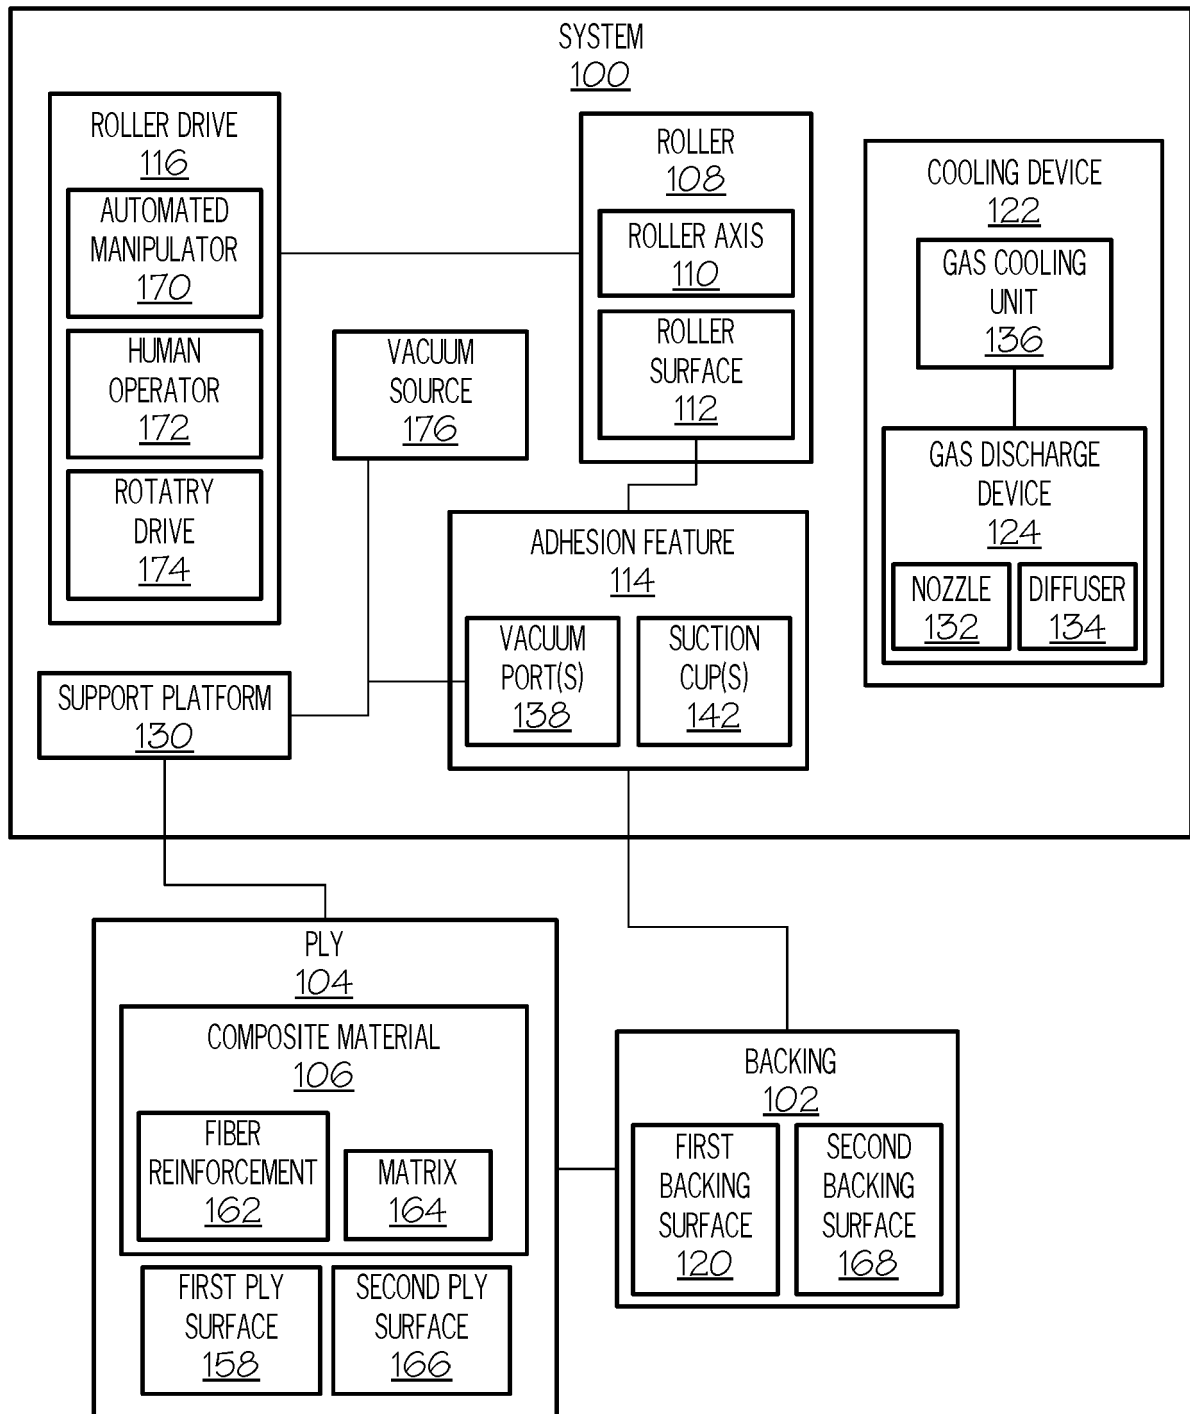 SYSTEM
100
ROLLER DRIVE
116
AUTOMATED
MANIPULATOR
170
HUMAN
OPERATOR
172
ROTATRY
DRIVE
174
VACUUM
SOURCE
176
ROLLER
108
ROLLER AXIS
110
ROLLER
SURFACE
112
COOLING DEVICE
122
GAS COOLING
UNIT
136
GAS DISCHARGE
DEVICE
124
NOZZLE
132
DIFFUSER
134
ADHESION FEATURE
114
VACUUM
PORT(S)
138
SUCTION
CUP(S)
142
SUPPORT PLATFORM
130
PLY
104
COMPOSITE MATERIAL
106
FIBER
REINFORCEMENT
162
MATRIX
164
FIRST PLY
SURFACE
158
SECOND PLY
SURFACE
166
BACKING
102
FIRST
BACKING
SURFACE
120
SECOND
BACKING
SURFACE
168